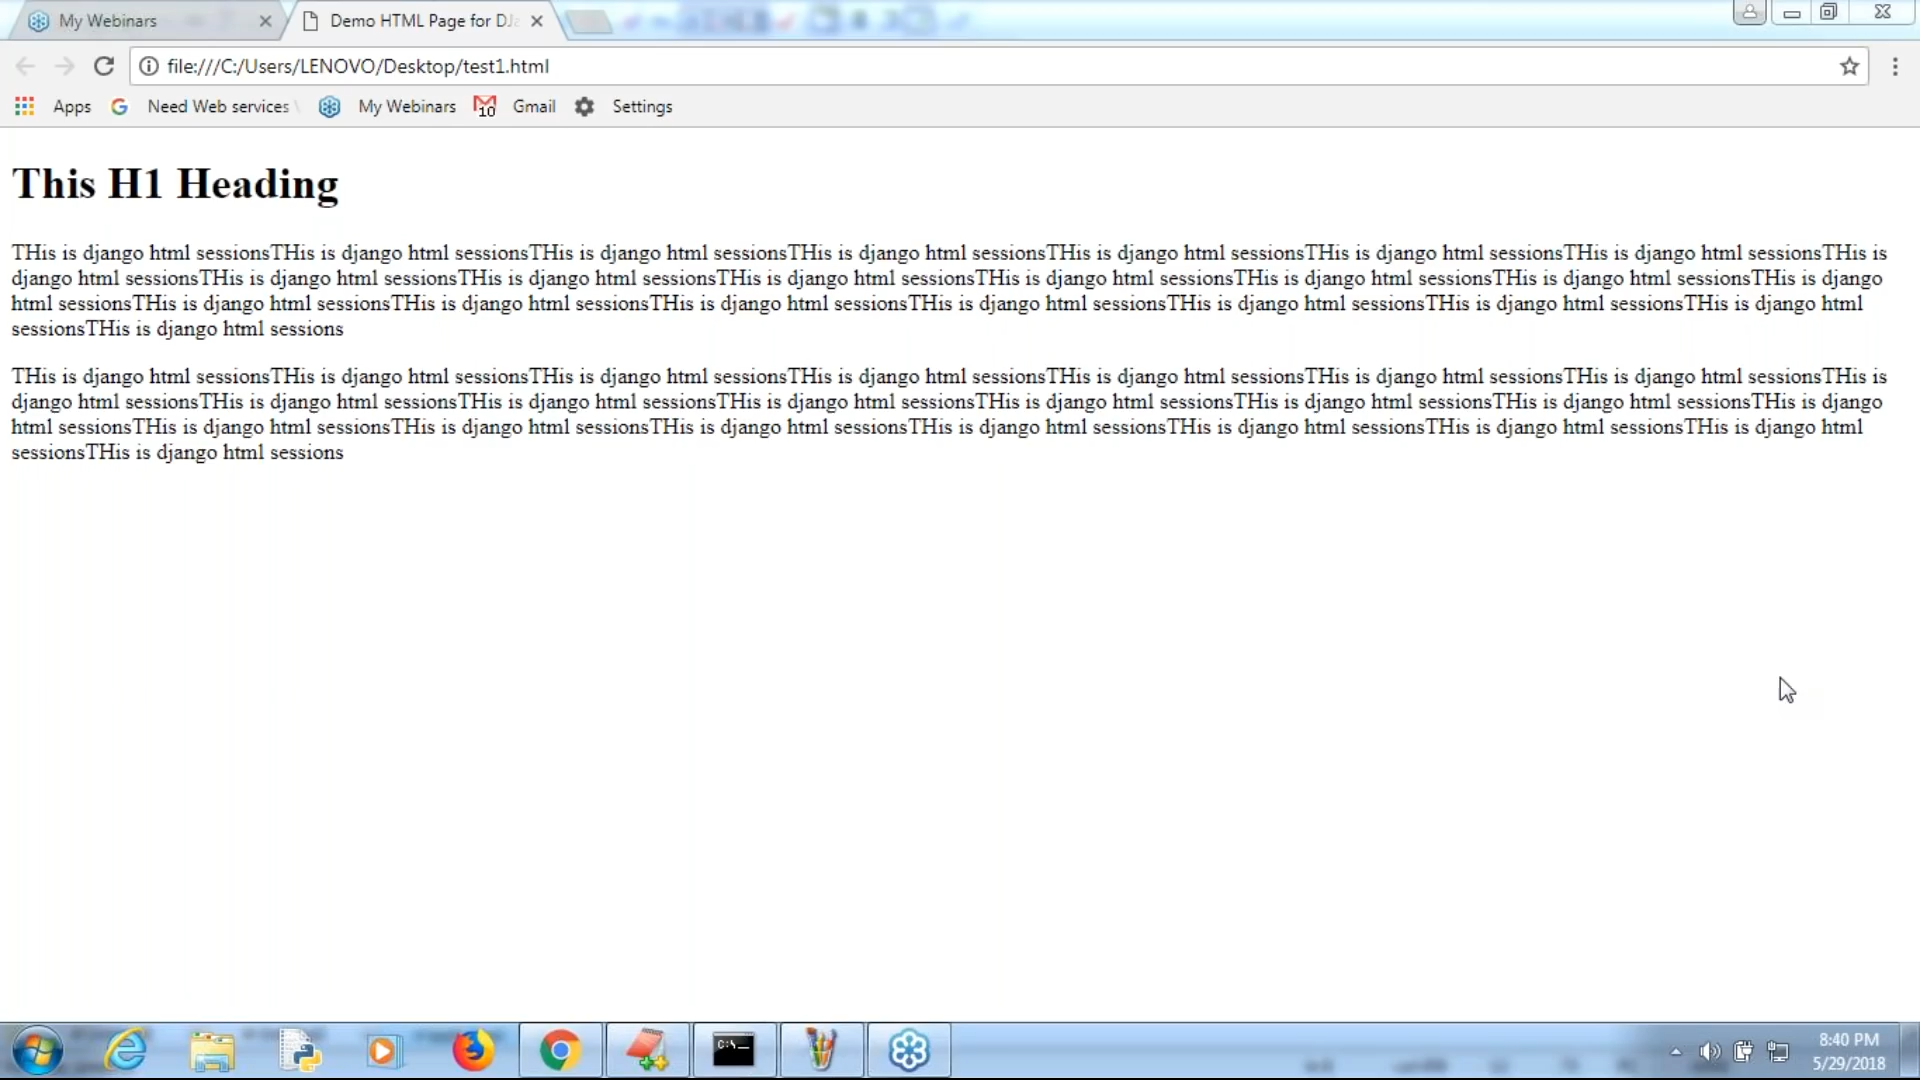 My Webinars
Demo HTML Page for DJ
file:///C:/Users/LENOVO/Desktop/test1.html
Apps Need Web services My Webinars 10 Gmail Settings
This H1 Heading
THis is django html sessionsTHis is django html sessionsTHis is django html sessionsTHis is django html sessionsTHis is django html sessionsTHis is django html sessionsTHis is django html sessionsTHis is
django html sessionsTHis is django html sessionsTHis is django html sessionsTHis is django html sessionsTHis is django html sessionsTHis is django html sessionsTHis is django html sessionsTHis is django
html sessionsTHis is django html sessionsTHis is django html sessionsTHis is django html sessionsTHis is django html sessionsTHis is django html sessionsTHis is django html sessionsTHis is django html
sessionsTHis is django html sessions
THis is django html sessionsTHis is django html sessionsTHis is django html sessionsTHis is django html sessionsTHis is django html sessionsTHis is django html sessionsTHis is django html sessionsTHis is
django html sessionsTHis is django html sessionsTHis is django html sessionsTHis is django html sessionsTHis is django html sessionsTHis is django html sessionsTHis is django html sessionsTHis is django
html sessionsTHis is django html sessionsTHis is django html sessionsTHis is django html sessionsTHis is django html sessionsTHis is django html sessionsTHis is django html sessionsTHis is django html
sessionsTHis is django html sessions
C:\_
8:40 PM
5/29/2018